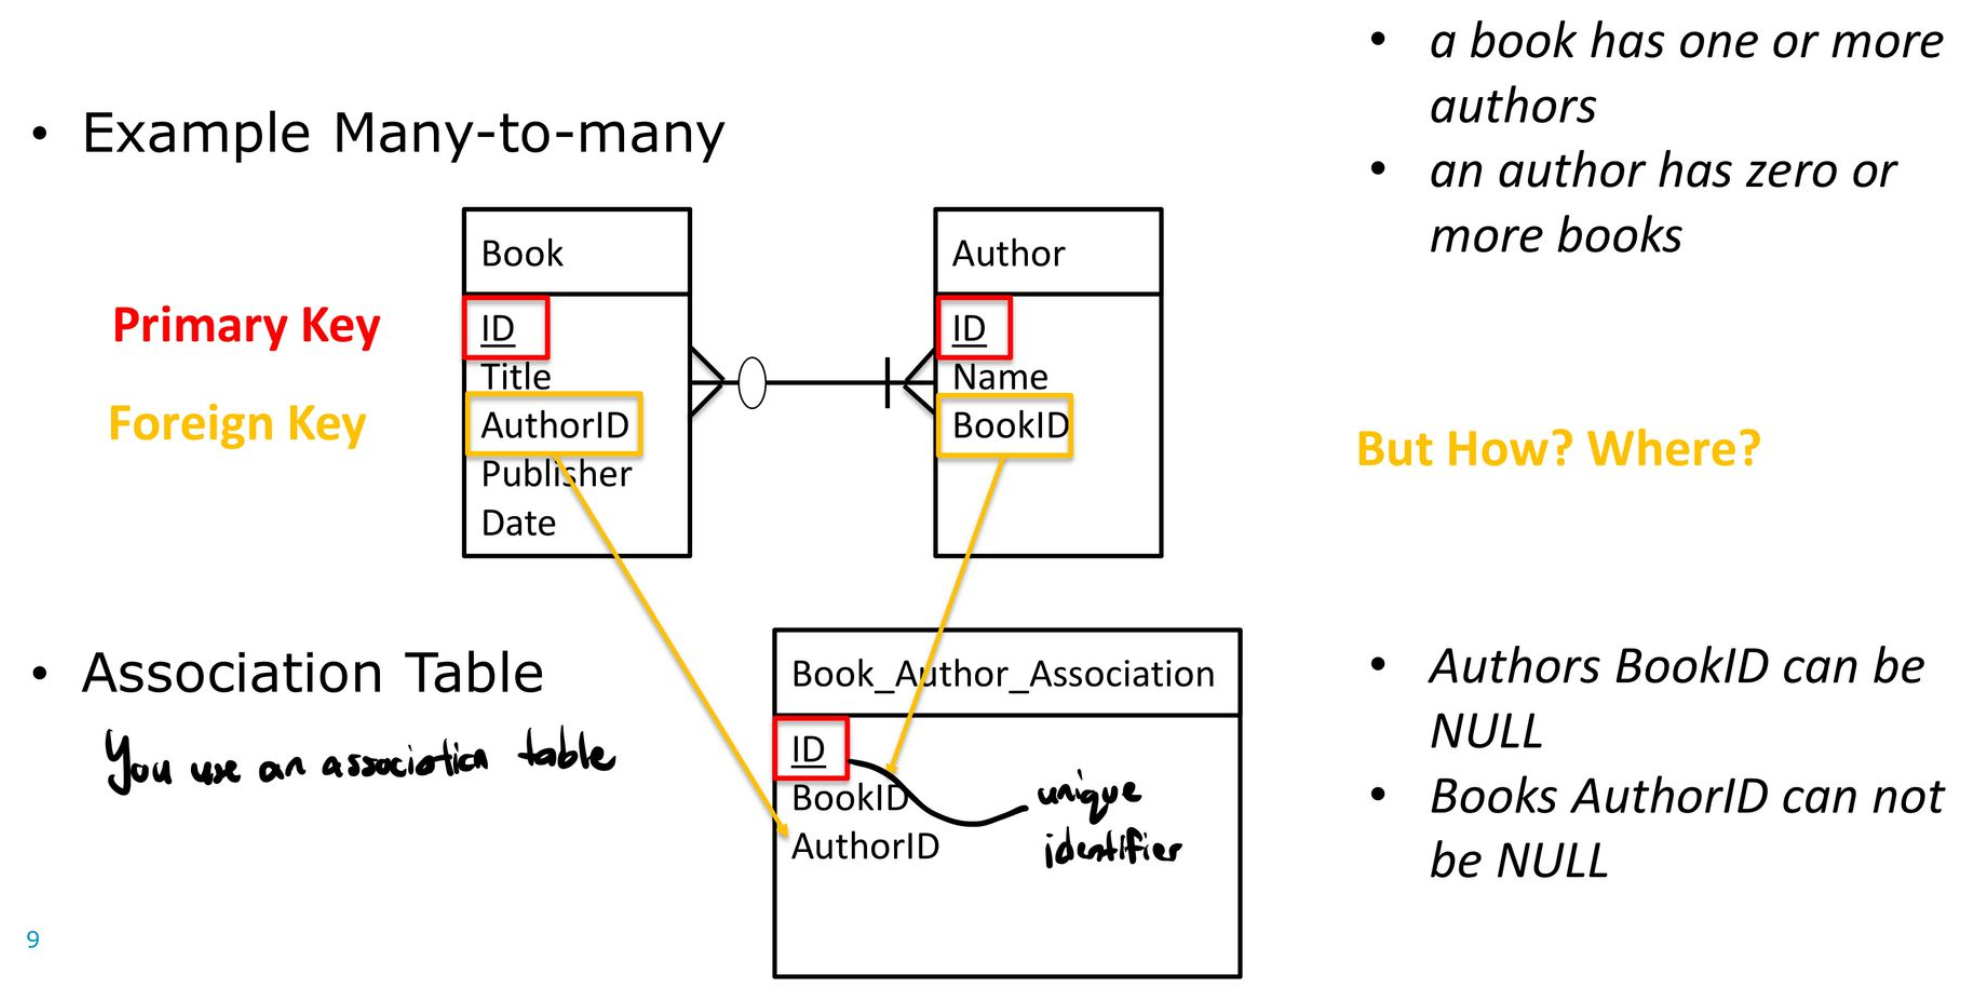 • Example Many-to-many
• a book has one or more
authors
• an author has zero or
more books
Primary Key
Foreign Key
Book
ID
Title
AuthorID
Publisher
Date
Author
ID
Name
BookID
But How? Where?
• Association Table
You use an association table
Book_Author_Association
ID
BookID
AuthorID
unique
identifier
• Authors BookID can be
NULL
• Books AuthorID can not
be NULL
9